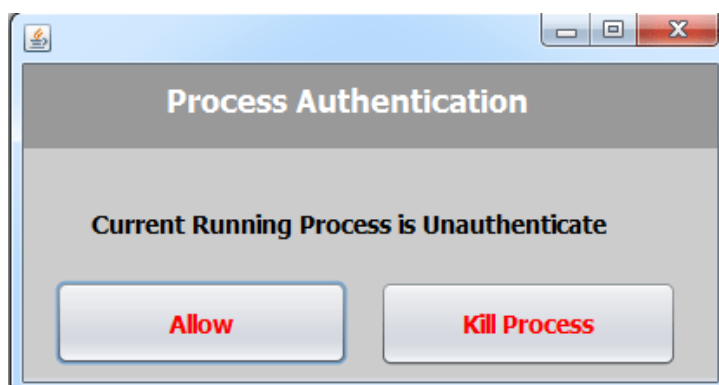 Process Authentication
Current Running Process is Unauthenticate
Allow
Kill Process